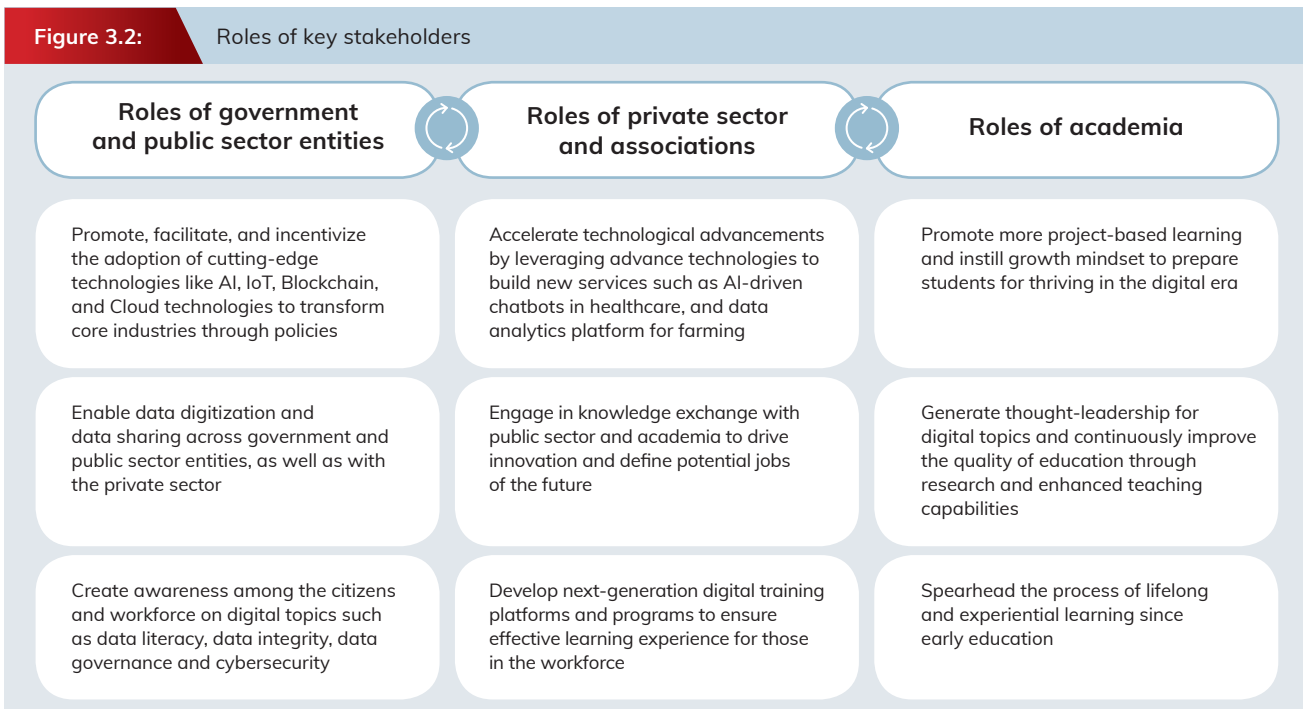 Figure 3.2:
Roles of key stakeholders
Roles of government
and public sector entities
Roles of private sector
and associations
Roles of academia
Promote, facilitate, and incentivize
the adoption of cutting-edge
technologies like AI, IoT, Blockchain,
and Cloud technologies to transform
core industries through policies
Accelerate technological advancements
by leveraging advance technologies to
build new services such as AI-driven
chatbots in healthcare, and data
analytics platform for farming
Promote more project-based learning
and instill growth mindset to prepare
students for thriving in the digital era
Enable data digitization and
data sharing across government and
public sector entities, as well as with
the private sector
Engage in knowledge exchange with
public sector and academia to drive
innovation and define potential jobs
of the future
Generate thought-leadership for
digital topics and continuously improve
the quality of education through
research and enhanced teaching
capabilities
Create awareness among the citizens
and workforce on digital topics such
as data literacy, data integrity, data
governance and cybersecurity
Develop next-generation digital training
platforms and programs to ensure
effective learning experience for those
in the workforce
Spearhead the process of lifelong
and experiential learning since
early education